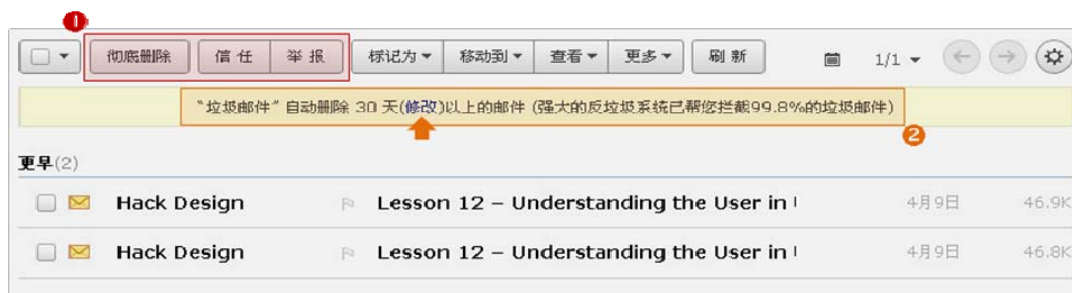 1
彻底删除 信 任 举 报 标记为 移动到 查看 更多 刷 新 1/1
“垃圾邮件”自动删除 30 天(修改)以上的邮件 (强大的反垃圾系统已帮您拦截99.8%的垃圾邮件)
2
更早(2)
Hack Design Lesson 12 – Understanding the User in 4月9日 46.9K
Hack Design Lesson 12 – Understanding the User in 4月9日 46.8K